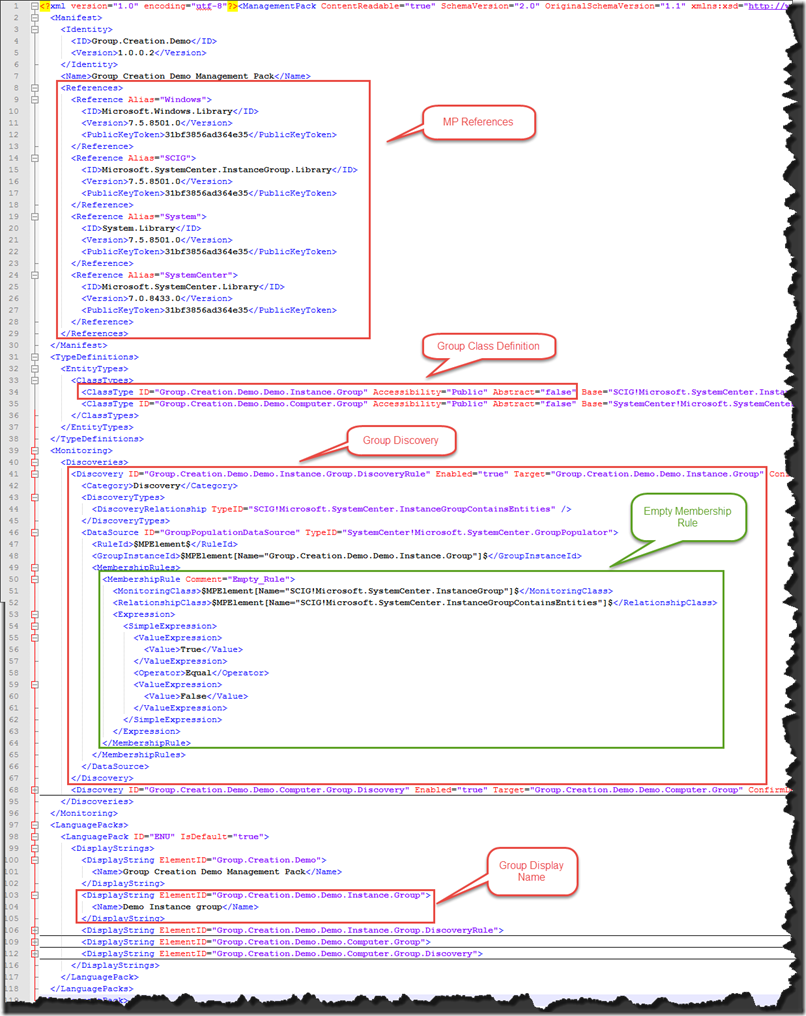 1 <?xml version="1.0" encoding="utf-8"?><ManagementPack ContentReadable="true" SchemaVersion="2.0" OriginalSchemaVersion="1.1" xmlns:xsd="http://w
2 <Manifest>
3 <Identity>
4 <ID>Group.Creation.Demo</ID>
5 <Version>1.0.0.2</Version>
6 </Identity>
7 <Name>Group Creation Demo Management Pack</Name>
8 <References>
9 <Reference Alias="Windows">
10 <ID>Microsoft.Windows.Library</ID>
11 <Version>7.5.8501.0</Version>
12 <PublicKeyToken>31bf3856ad364e35</PublicKeyToken>
13 </Reference>
14 <Reference Alias="SCIG">
15 <ID>Microsoft.SystemCenter.InstanceGroup.Library</ID>
16 <Version>7.5.8501.0</Version>
17 <PublicKeyToken>31bf3856ad364e35</PublicKeyToken>
18 </Reference>
19 <Reference Alias="System">
20 <ID>System.Library</ID>
21 <Version>7.5.8501.0</Version>
22 <PublicKeyToken>31bf3856ad364e35</PublicKeyToken>
23 </Reference>
24 <Reference Alias="SystemCenter">
25 <ID>Microsoft.SystemCenter.Library</ID>
26 <Version>7.0.8433.0</Version>
27 <PublicKeyToken>31bf3856ad364e35</PublicKeyToken>
28 </Reference>
29 </References>
MP References
30 </Manifest>
31 <TypeDefinitions>
32 <EntityTypes>
33 <ClassTypes>
Group Class Definition
34 <ClassType ID="Group.Creation.Demo.Demo.Instance.Group" Accessibility="Public" Abstract="false" Base="SCIG!Microsoft.SystemCenter.Insta
35 <ClassType ID="Group.Creation.Demo.Demo.Computer.Group" Accessibility="Public" Abstract="false" Base="SystemCenter!Microsoft.SystemCent
36 </ClassTypes>
37 </EntityTypes>
38 </TypeDefinitions>
39 <Monitoring>
40 <Discoveries>
Group Discovery
41 <Discovery ID="Group.Creation.Demo.Demo.Instance.Group.DiscoveryRule" Enabled="true" Target="Group.Creation.Demo.Demo.Instance.Group" Con
42 <Category>Discovery</Category>
43 <DiscoveryTypes>
44 <DiscoveryRelationship TypeID="SCIG!Microsoft.SystemCenter.InstanceGroupContainsEntities" />
45 </DiscoveryTypes>
46 <DataSource ID="GroupPopulationDataSource" TypeID="SystemCenter!Microsoft.SystemCenter.GroupPopulator">
47 <RuleId>$MPElement$</RuleId>
48 <GroupInstanceId>$MPElement[Name="Group.Creation.Demo.Demo.Instance.Group"]$</GroupInstanceId>
49 <MembershipRules>
Empty Membership
Rule
50 <MembershipRule Comment="Empty_Rule">
51 <MonitoringClass>$MPElement[Name="SCIG!Microsoft.SystemCenter.InstanceGroup"]$</MonitoringClass>
52 <RelationshipClass>$MPElement[Name="SCIG!Microsoft.SystemCenter.InstanceGroupContainsEntities"]$</RelationshipClass>
53 <Expression>
54 <SimpleExpression>
55 <ValueExpression>
56 <Value>True</Value>
57 </ValueExpression>
58 <Operator>Equal</Operator>
59 <ValueExpression>
60 <Value>False</Value>
61 </ValueExpression>
62 </SimpleExpression>
63 </Expression>
64 </MembershipRule>
65 </MembershipRules>
66 </DataSource>
67 </Discovery>
68 <Discovery ID="Group.Creation.Demo.Demo.Computer.Group.Discovery" Enabled="true" Target="Group.Creation.Demo.Demo.Computer.Group" Confirm
95 </Discoveries>
96 </Monitoring>
97 <LanguagePacks>
98 <LanguagePack ID="ENU" IsDefault="true">
99 <DisplayStrings>
100 <DisplayString ElementID="Group.Creation.Demo">
101 <Name>Group Creation Demo Management Pack</Name>
102 </DisplayString>
103 <DisplayString ElementID="Group.Creation.Demo.Demo.Instance.Group">
104 <Name>Demo Instance group</Name>
105 </DisplayString>
Group Display
Name
106 <DisplayString ElementID="Group.Creation.Demo.Demo.Instance.Group.DiscoveryRule">
109 <DisplayString ElementID="Group.Creation.Demo.Demo.Computer.Group">
112 <DisplayString ElementID="Group.Creation.Demo.Demo.Computer.Group.Discovery">
116 </DisplayStrings>
117 </LanguagePack>
118 </LanguagePacks>